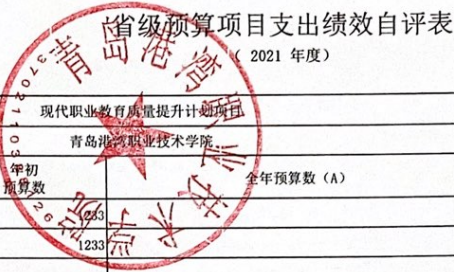 省级预算项目支出绩效自评表
（ 2021 年度）
现代职业教育质量提升计划项目
青岛港湾职业技术学院
年初
预算数
全年预算数（A）
1233
1233
青岛港湾职业技术学院